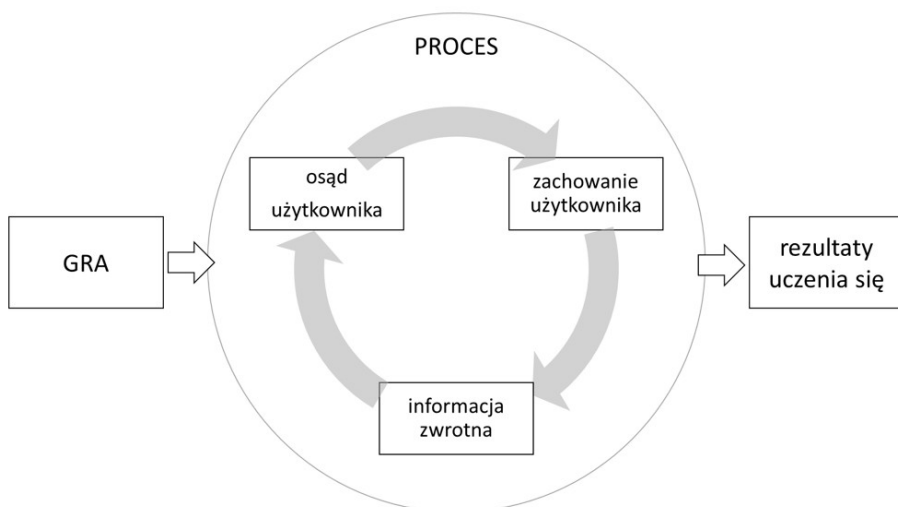 PROCES
osąd
użytkownika
zachowanie
użytkownika
GRA
rezultaty
uczenia się
informacja
zwrotna